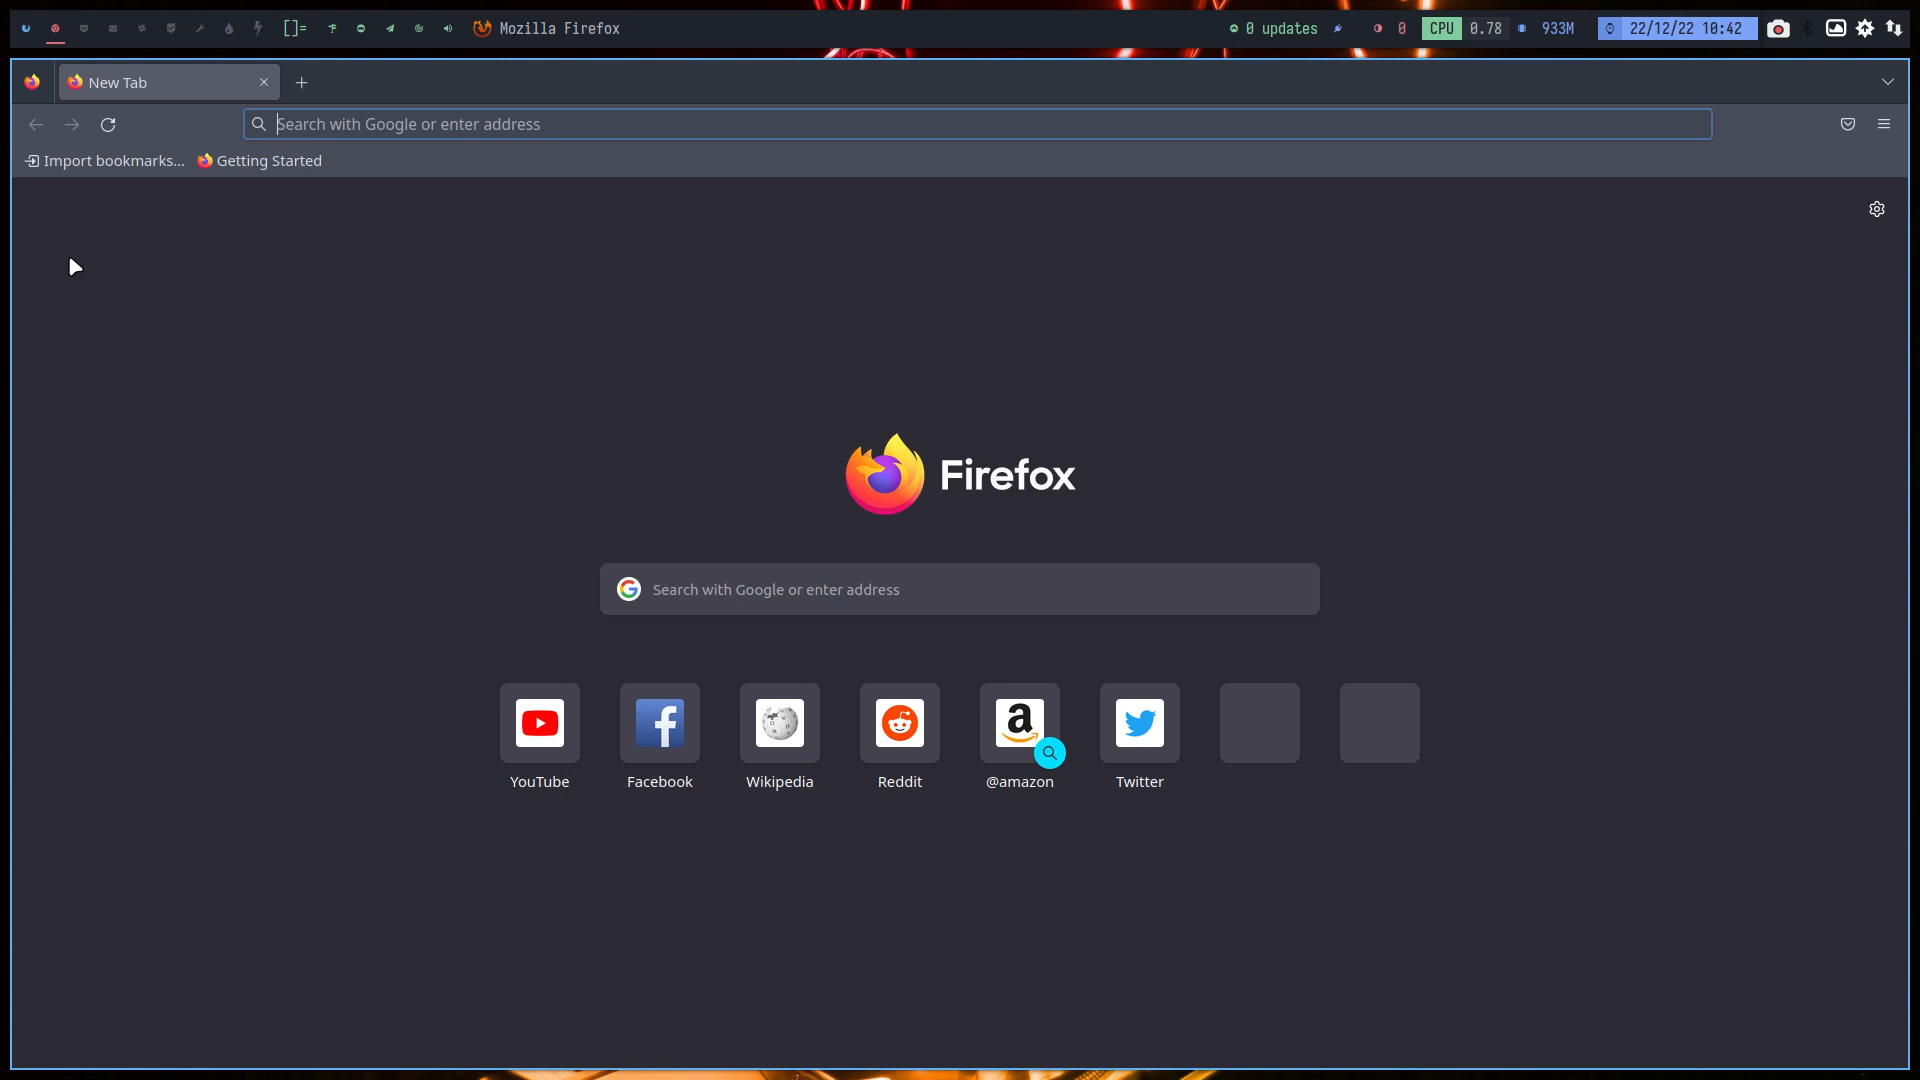 []= Mozilla Firefox 0 updates 0 CPU 0.78 933M 22/12/22 10:42
New Tab
Search with Google or enter address
Import bookmarks... Getting Started
Firefox
Search with Google or enter address
YouTube Facebook Wikipedia Reddit @amazon Twitter